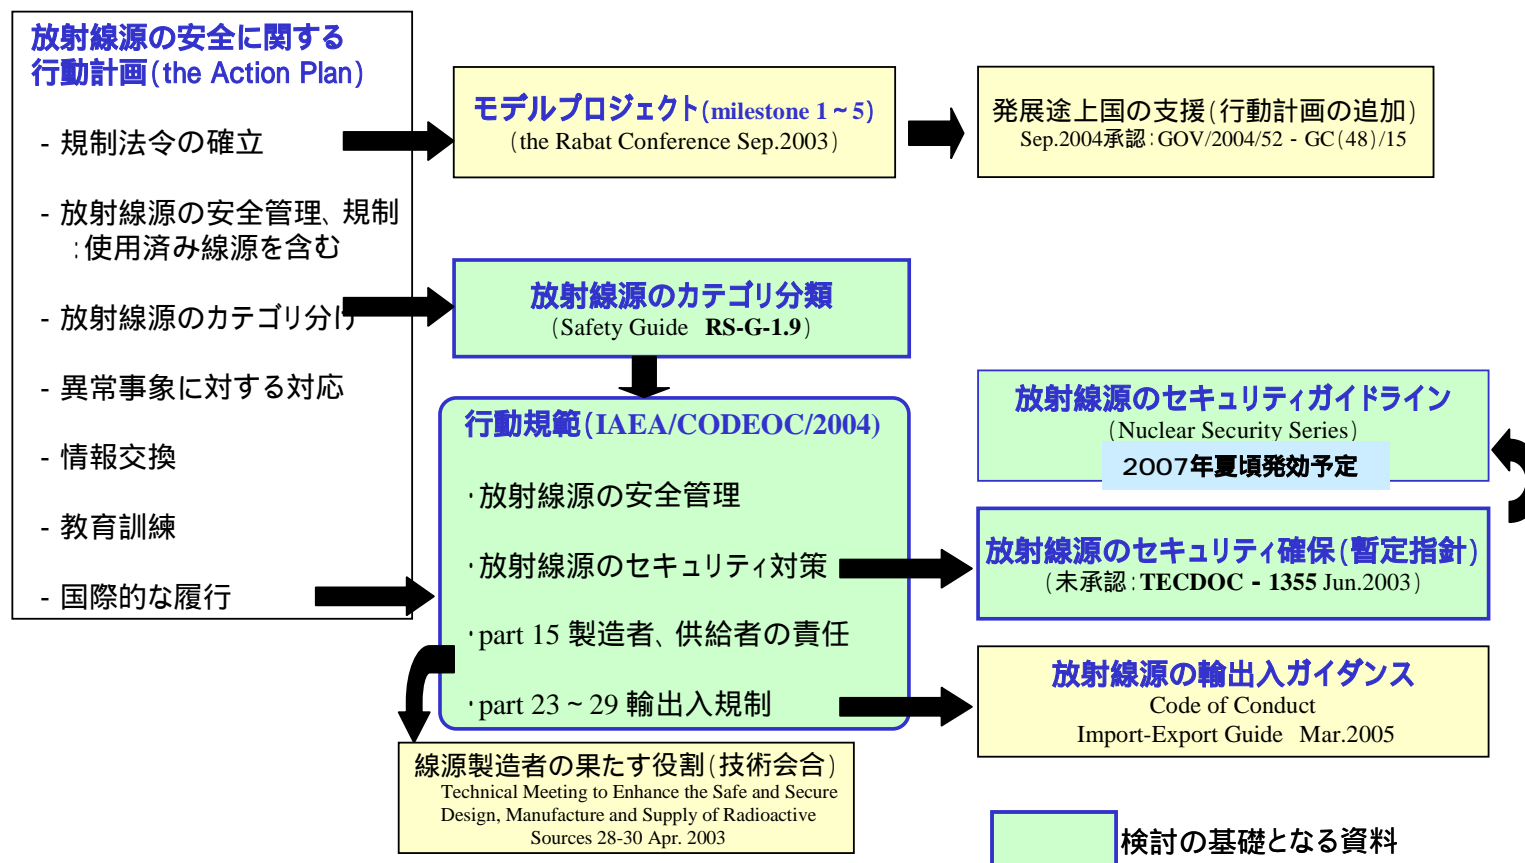 放射線源の安全に関する
行動計画(the Action Plan)
- 規制法令の確立
- 放射線源の安全管理、規制
:使用済み線源を含む
- 放射線源のカテゴリ分け
- 異常事象に対する対応
- 情報交換
- 教育訓練
- 国際的な履行
モデルプロジェクト(milestone 1~5)
(the Rabat Conference Sep.2003)
発展途上国の支援(行動計画の追加)
Sep.2004承認:GOV/2004/52 - GC(48)/15
放射線源のカテゴリ分類
(Safety Guide RS-G-1.9)
行動規範(IAEA/CODEOC/2004)
・放射線源の安全管理
・放射線源のセキュリティ対策
・part 15 製造者、供給者の責任
・part 23~29 輸出入規制
放射線源のセキュリティガイドライン
(Nuclear Security Series)
2007年夏頃発効予定
放射線源のセキュリティ確保(暫定指針)
(未承認:TECDOC - 1355 Jun.2003)
放射線源の輸出入ガイダンス
Code of Conduct
Import-Export Guide Mar.2005
線源製造者の果たす役割(技術会合)
Technical Meeting to Enhance the Safe and Secure
Design, Manufacture and Supply of Radioactive
Sources 28-30 Apr. 2003
検討の基礎となる資料